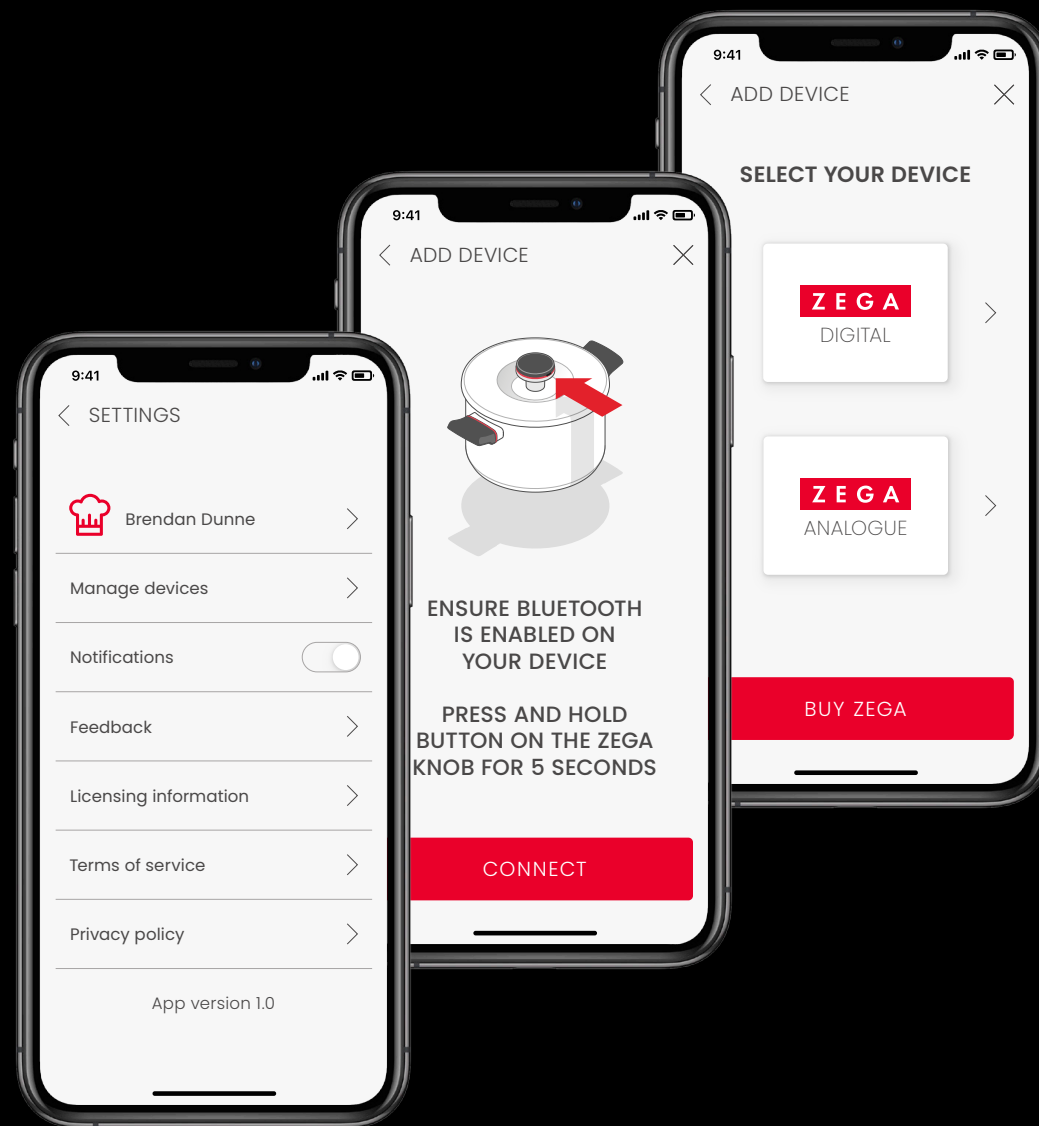 9:41
SETTINGS
Brendan Dunne
Manage devices
Notifications
Feedback
Licensing information
Terms of service
Privacy policy
App version 1.0
9:41
ADD DEVICE
ENSURE BLUETOOTH
IS ENABLED ON
YOUR DEVICE
PRESS AND HOLD
BUTTON ON THE ZEGA
KNOB FOR 5 SECONDS
CONNECT
9:41
ADD DEVICE
SELECT YOUR DEVICE
ZEGA
DIGITAL
ZEGA
ANALOGUE
BUY ZEGA